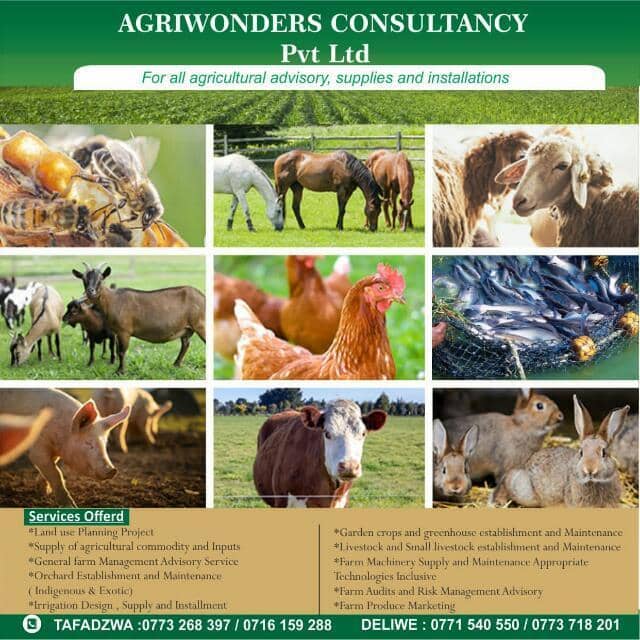 AGRIWONDERS CONSULTANCY
Pvt Ltd
For all agricultural advisory, supplies and installations
Services Offerd
*Land use Planning Project
*Supply of agricultural commodity and Inputs
*General farm Management Advisory Service
*Orchard Establishment and Maintenance
( Indigenous & Exotic)
*Irrigation Design , Supply and Installment
*Garden crops and greenhouse establishment and Maintenance
*Livestock and Small livestock establishment and Maintenance
*Farm Machinery Supply and Maintenance Appropriate
Technologies Inclusive
*Farm Audits and Risk Management Advisory
*Farm Produce Marketing
TAFADZWA :0773 268 397 / 0716 159 288
DELIWE : 0771 540 550 / 0773 718 201